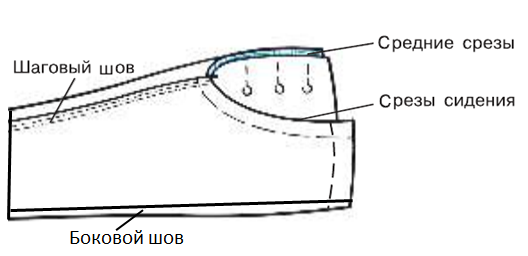 Средние срезы
Шаговый шов
Срезы сидения
Боковой шов